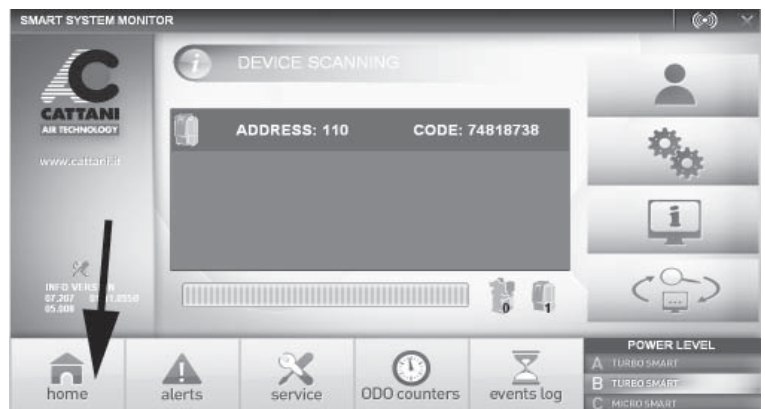 SMART SYSTEM MONITOR
AC
CATTANI
AIR TECHNOLOGY
www.cattani.it
i DEVICE SCANNING
ADDRESS: 110 CODE: 74818738
i
INFO VERSION
07.207
05.008
0 1
home alerts service ODO counters events log
POWER LEVEL
A TURBO SMART
B TURBO SMART
C MICRO SMART